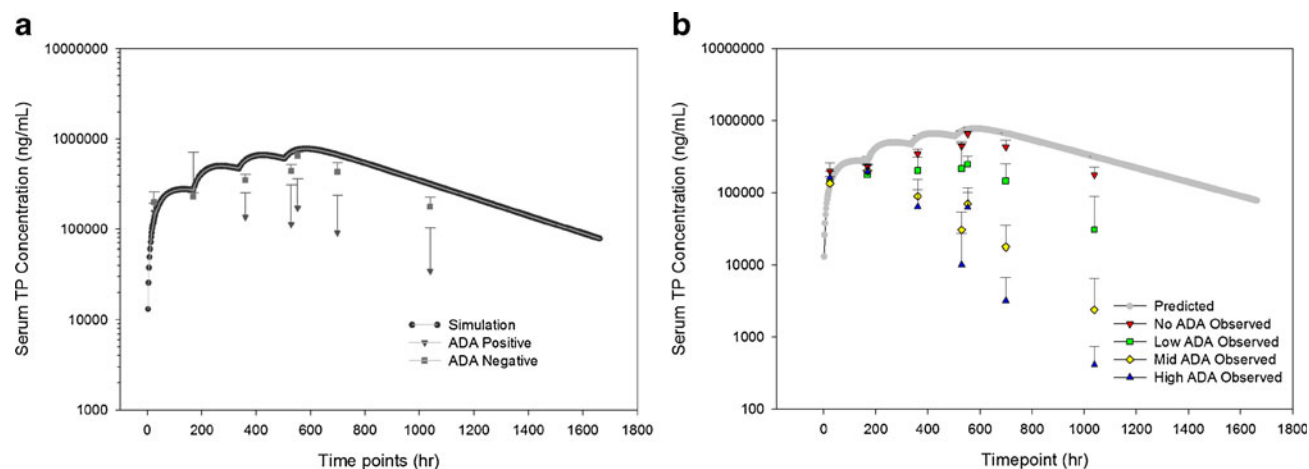 a
10000000
1000000
100000
10000
1000
Serum TP Concentration (ng/mL)
0 200 400 600 800 1000 1200 1400 1600 1800
Time points (hr)
Simulation
ADA Positive
ADA Negative
b
10000000
1000000
100000
10000
1000
100
Serum TP Concentration (ng/mL)
0 200 400 600 800 1000 1200 1400 1600 1800
Timepoint (hr)
Predicted
No ADA Observed
Low ADA Observed
Mid ADA Observed
High ADA Observed